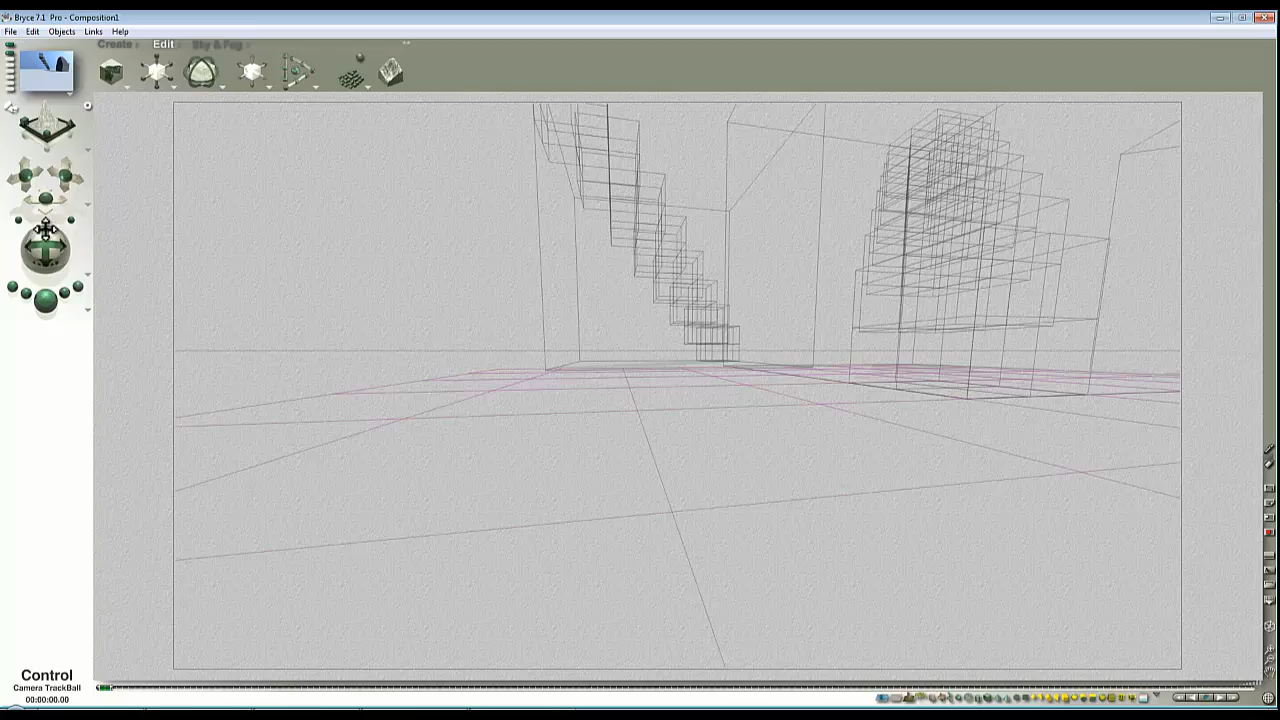 Bryce 7.1 Pro - Composition1
File Edit Objects Links Help
Create Edit Sky & Fog
Control
Camera TrackBall
00:00:00.00